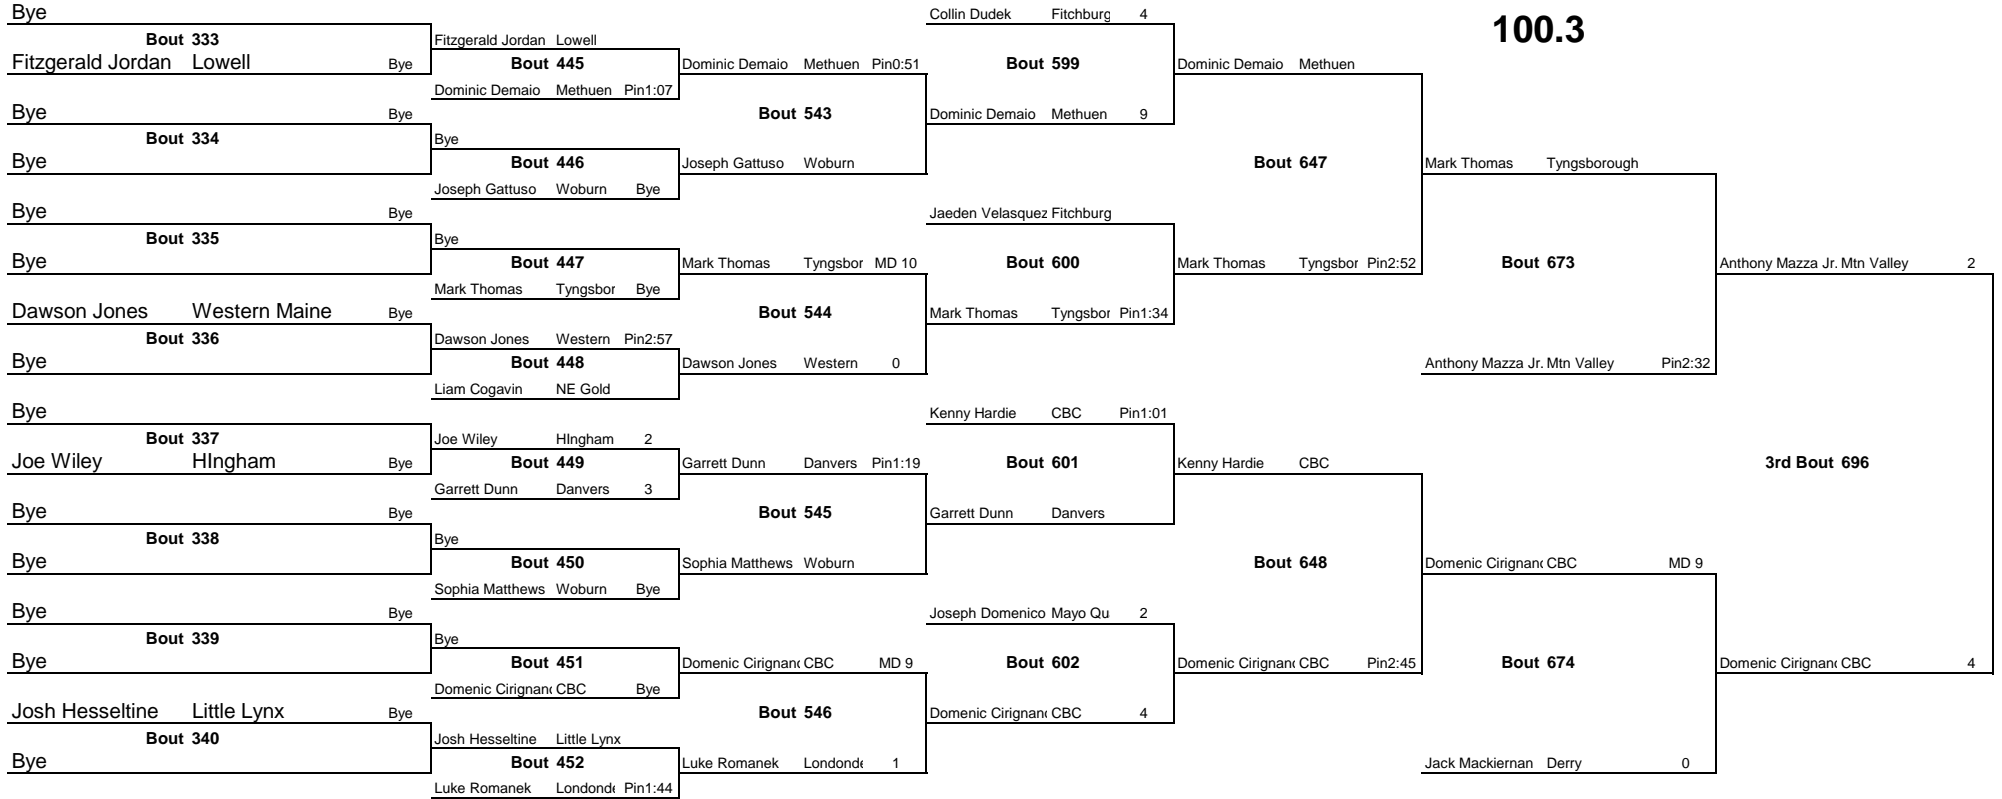 100.3
Bye
Bout 333
Fitzgerald Jordan Lowell Bye
Bye Bye
Bout 334
Bye
Bye Bye
Bout 335
Bye
Dawson Jones Western Maine Bye
Bout 336
Bye
Bye
Bout 337
Joe Wiley HIngham Bye
Bye Bye
Bout 338
Bye
Bye Bye
Bout 339
Bye
Josh Hesseltine Little Lynx Bye
Bout 340
Bye
Fitzgerald Jordan Lowell
Bout 445
Dominic Demaio Methuen Pin1:07
Bye
Bout 446
Joseph Gattuso Woburn Bye
Bye
Bout 447
Mark Thomas Tyngsbor Bye
Dawson Jones Western Pin2:57
Bout 448
Liam Cogavin NE Gold
Joe Wiley HIngham 2
Bout 449
Garrett Dunn Danvers 3
Bye
Bout 450
Sophia Matthews Woburn Bye
Bye
Bout 451
Domenic Cirignan CBC Bye
Josh Hesseltine Little Lynx
Bout 452
Luke Romanek Londond Pin1:44
Dominic Demaio Methuen Pin0:51
Bout 543
Joseph Gattuso Woburn
Mark Thomas Tyngsbor MD 10
Bout 544
Dawson Jones Western 0
Garrett Dunn Danvers Pin1:19
Bout 545
Sophia Matthews Woburn
Domenic Cirignan CBC MD 9
Bout 546
Luke Romanek Londond 1
Collin Dudek Fitchburg 4
Bout 599
Dominic Demaio Methuen 9
Jaeden Velasquez Fitchburg
Bout 600
Mark Thomas Tyngsbor Pin1:34
Kenny Hardie CBC Pin1:01
Bout 601
Garrett Dunn Danvers
Joseph Domenico Mayo Qu 2
Bout 602
Domenic Cirignan CBC 4
Dominic Demaio Methuen
Bout 647
Mark Thomas Tyngsbor Pin2:52
Kenny Hardie CBC
Bout 648
Domenic Cirignan CBC Pin2:45
Mark Thomas Tyngsborough
Bout 673
Anthony Mazza Jr. Mtn Valley Pin2:32
Domenic Cirignan CBC MD 9
Bout 674
Jack Mackiernan Derry 0
Anthony Mazza Jr. Mtn Valley 2
3rd Bout 696
Domenic Cirignan CBC 4